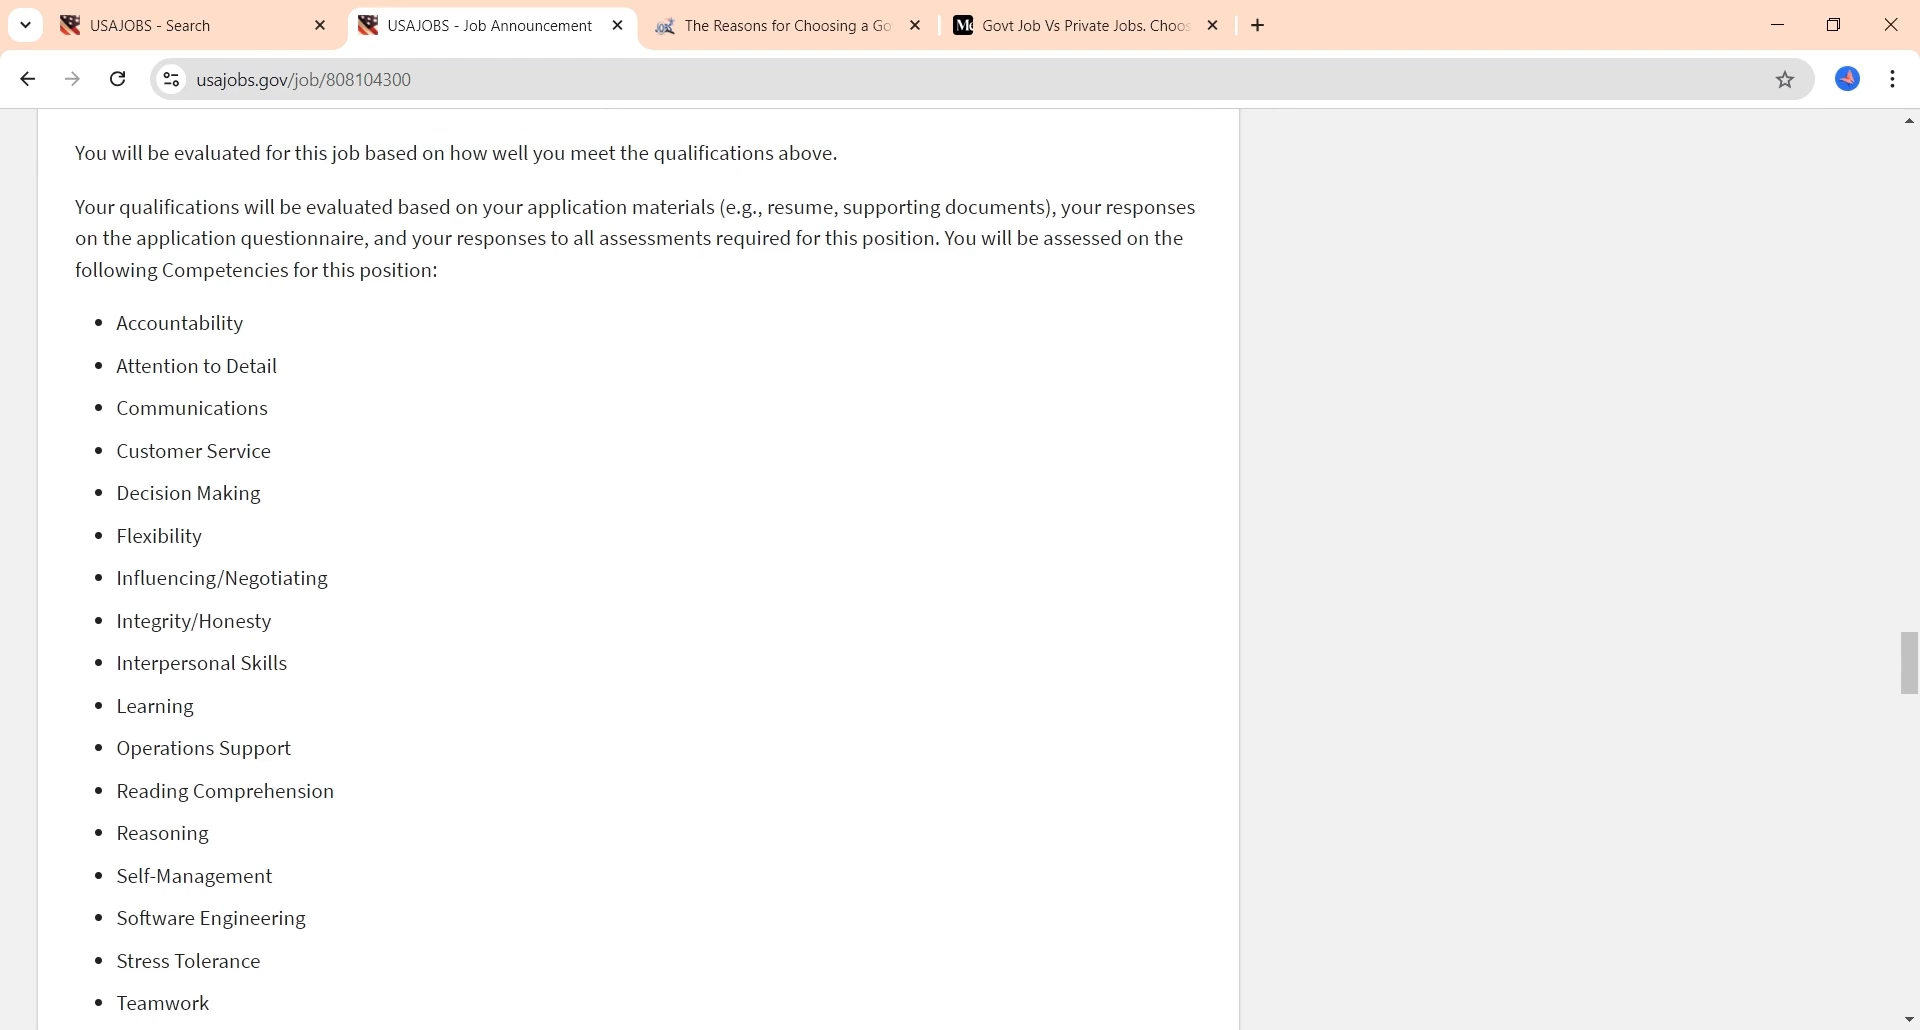 USAJOBS - Search
USAJOBS - Job Announcement
The Reasons for Choosing a Go
Govt Job Vs Private Jobs. Choos
usajobs.gov/job/808104300
You will be evaluated for this job based on how well you meet the qualifications above.
Your qualifications will be evaluated based on your application materials (e.g., resume, supporting documents), your responses
on the application questionnaire, and your responses to all assessments required for this position. You will be assessed on the
following Competencies for this position:
• Accountability
• Attention to Detail
• Communications
• Customer Service
• Decision Making
• Flexibility
• Influencing/Negotiating
• Integrity/Honesty
• Interpersonal Skills
• Learning
• Operations Support
• Reading Comprehension
• Reasoning
• Self-Management
• Software Engineering
• Stress Tolerance
• Teamwork